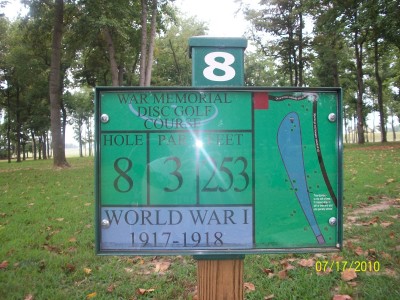 8
WAR MEMORIAL
DISC GOLF
COURSE
HOLE PAR FEET
8 3 253
WORLD WAR I
1917-1918
07/17/2010